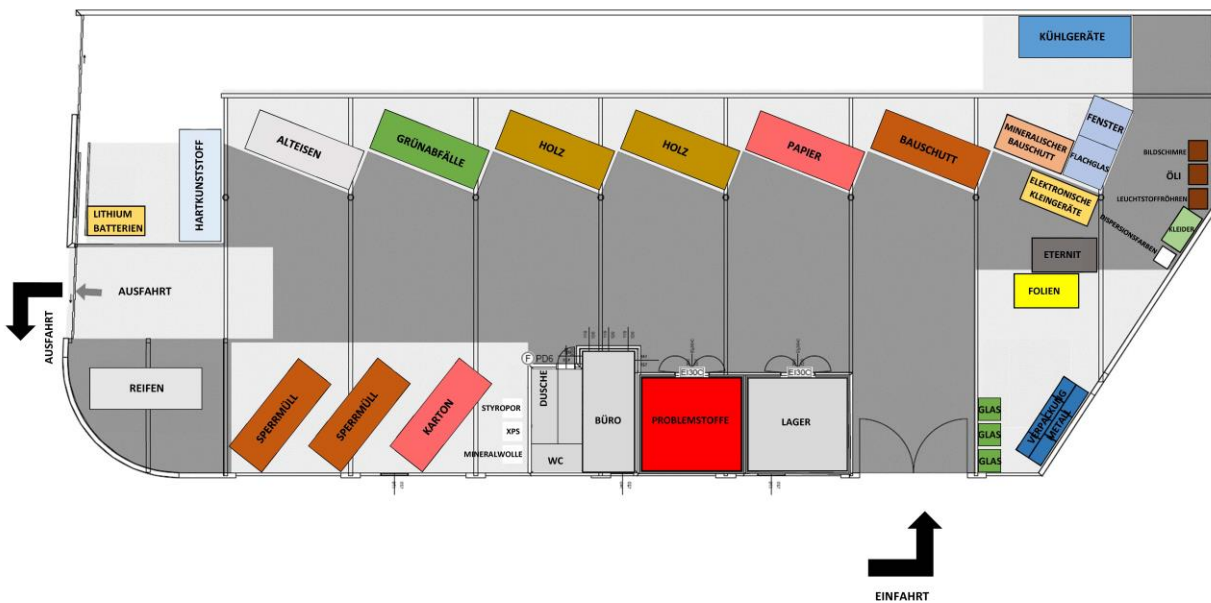 KÜHLGERÄTE
ALTEISEN
GRÜNABFÄLLE
HOLZ
HOLZ
PAPIER
BAUSCHUTT
MINERALISCHER
BAUSCHUTT
FENSTER
FLACHGLAS
BILDSCHIMRE
ÖLI
LEUCHTSTOFFRÖHREN
HARTKUNSTSTOFF
LITHIUM
BATTERIEN
ELEKTRONISCHE
KLEINGERÄTE
DISPERSIONSFARBEN
KLEIDER
ETERNIT
FOLIEN
AUSFAHRT
AUSFAHRT
REIFEN
SPERRMÜLL
SPERRMÜLL
KARTON
STYROPOR
XPS
MINERALWOLLE
F PD6
DUSCHE
WC
BÜRO
EI30C
PROBLEMSTOFFE
EI30C
LAGER
GLAS
GLAS
GLAS
VERPACKUNG
METALL
EINFAHRT